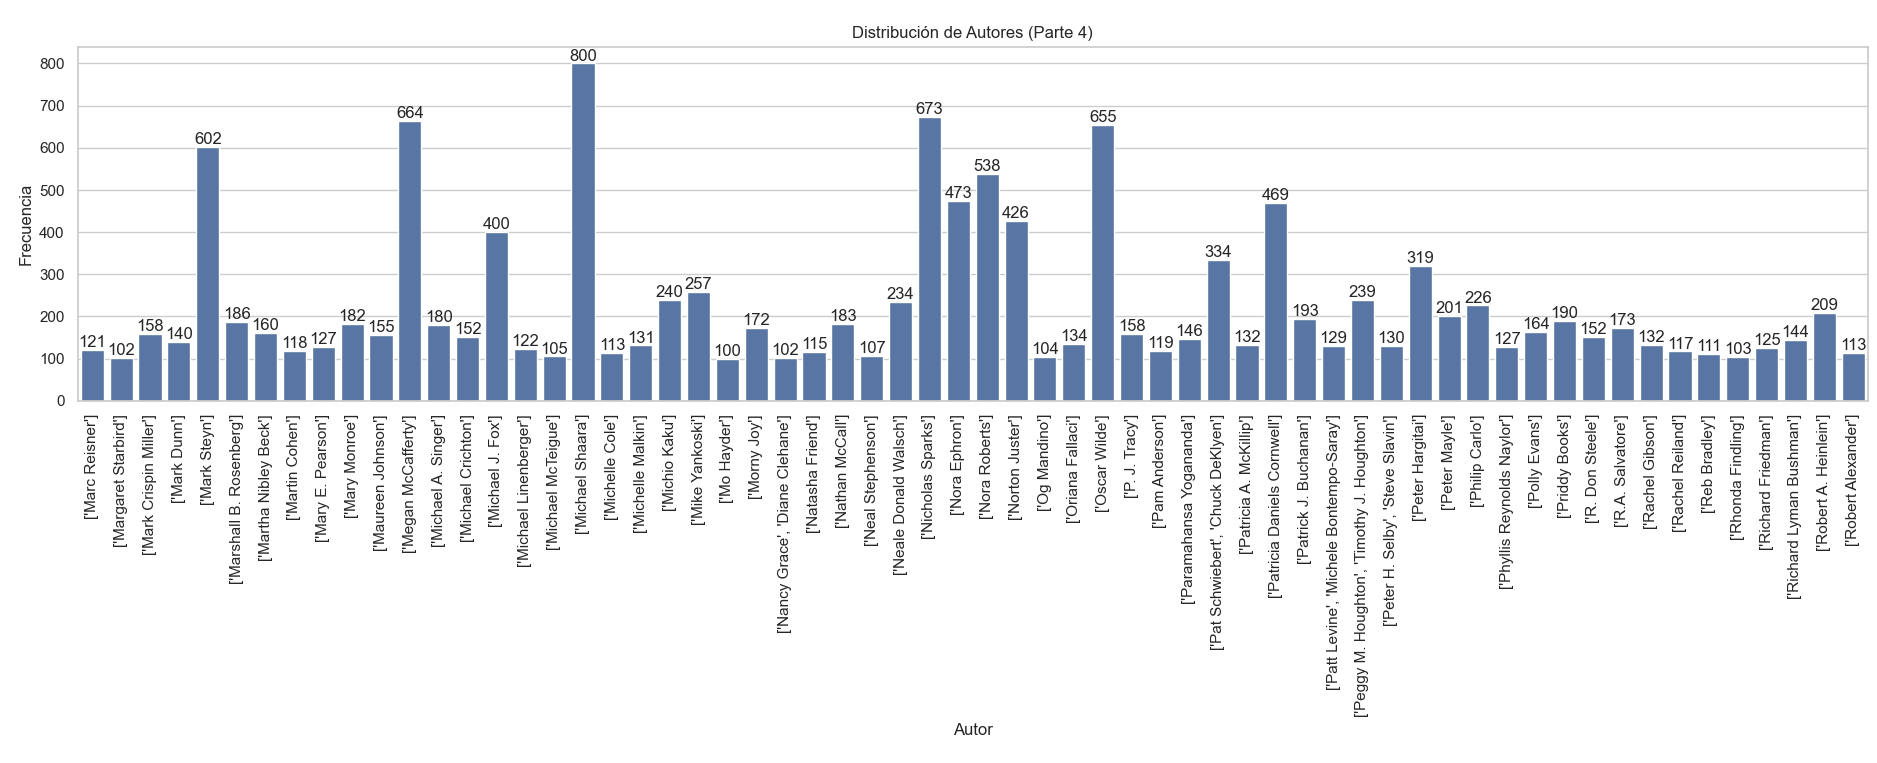 Distribución de Autores (Parte 4)
Frecuencia
800
700
600
500
400
300
200
100
0
121
102
158
140
602
186
160
118
127
182
155
664
180
152
400
122
105
800
113
131
240
257
100
172
102
115
183
107
234
673
473
538
426
104
134
655
158
119
146
334
132
469
193
129
239
130
319
201
226
127
164
190
152
173
132
117
111
103
125
144
209
113
['Marc Reisner']
['Margaret Starbird']
['Mark Crispin Miller']
['Mark Dunn']
['Mark Steyn']
['Marshall B. Rosenberg']
['Martha Nibley Beck']
['Martin Cohen']
['Mary E. Pearson']
['Mary Monroe']
['Maureen Johnson']
['Megan McCafferty']
['Michael A. Singer']
['Michael Crichton']
['Michael J. Fox']
['Michael Linenberger']
['Michael McTeigue']
['Michael Shaara']
['Michelle Cole']
['Michelle Malkin']
['Michio Kaku']
['Mike Yankoski']
['Mo Hayder']
['Morny Joy']
['Nancy Grace', 'Diane Clehane']
['Natasha Friend']
['Nathan McCall']
['Neal Stephenson']
['Neale Donald Walsch']
['Nicholas Sparks']
['Nora Ephron']
['Nora Roberts']
['Norton Juster']
['Og Mandino']
['Oriana Fallaci']
['Oscar Wilde']
['P. J. Tracy']
['Pam Anderson']
['Paramahansa Yogananda']
['Pat Schwiebert', 'Chuck DeKlyen']
['Patricia A. McKillip']
['Patricia Daniels Cornwell']
['Patrick J. Buchanan']
['Patt Levine', 'Michele Bontempo-Saray']
['Peggy M. Houghton', 'Timothy J. Houghton']
['Peter H. Selby', 'Steve Slavin']
['Peter Hargitai']
['Peter Mayle']
['Philip Carlo']
['Phyllis Reynolds Naylor']
['Polly Evans']
['Priddy Books']
['R. Don Steele']
['R.A. Salvatore']
['Rachel Gibson']
['Rachel Reiland']
['Reb Bradley']
['Rhonda Findling']
['Richard Friedman']
['Richard Lyman Bushman']
['Robert A. Heinlein']
['Robert Alexander']
Autor